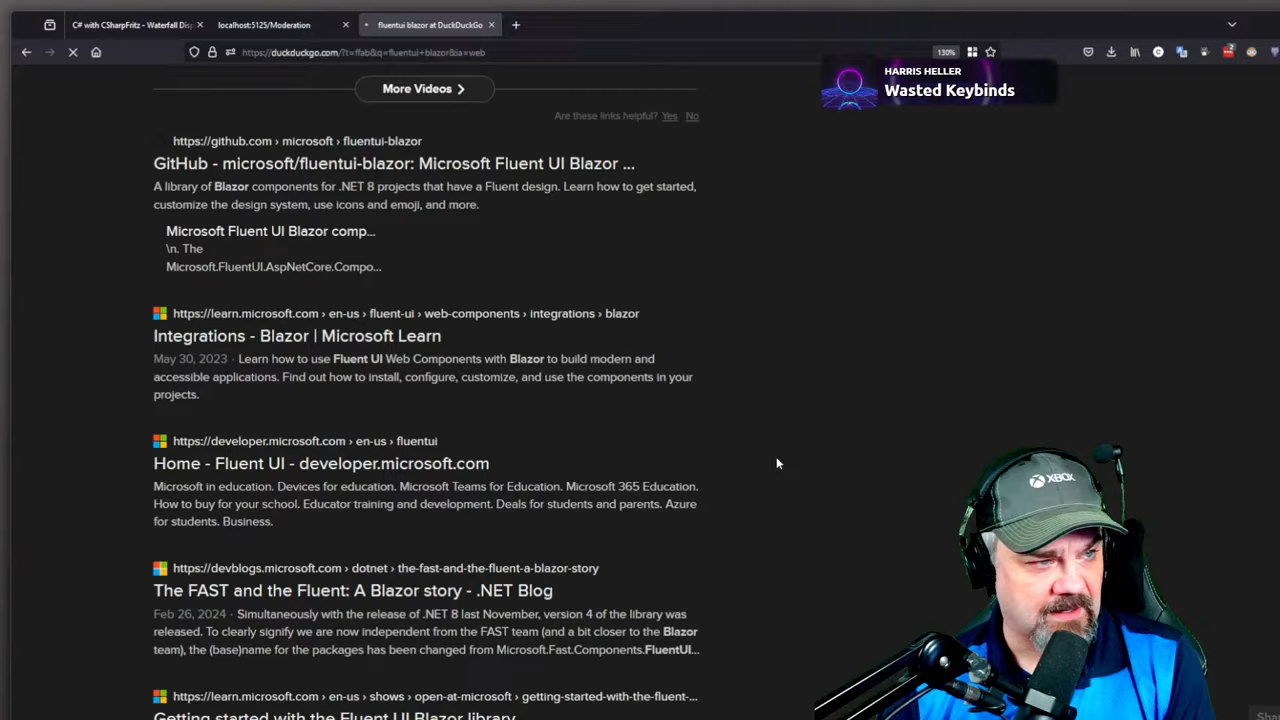 C# with CSharpFritz - Waterfall Dis
localhost:5125/Moderation
fluentui blazor at DuckDuckGo
https://duckduckgo.com/?t=ffab&q=fluentui+blazor&ia=web
130%
HARRIS HELLER
Wasted Keybinds
More Videos
Are these links helpful? Yes No
https://github.com › microsoft › fluentui-blazor
GitHub - microsoft/fluentui-blazor: Microsoft Fluent UI Blazor ...
A library of Blazor components for .NET 8 projects that have a Fluent design. Learn how to get started,
customize the design system, use icons and emoji, and more.
Microsoft Fluent UI Blazor comp...
\n. The
Microsoft.FluentUI.AspNetCore.Compo...
https://learn.microsoft.com › en-us › fluent-ui › web-components › integrations › blazor
Integrations - Blazor | Microsoft Learn
May 30, 2023 · Learn how to use Fluent UI Web Components with Blazor to build modern and
accessible applications. Find out how to install, configure, customize, and use the components in your
projects.
https://developer.microsoft.com › en-us › fluentui
Home - Fluent UI - developer.microsoft.com
Microsoft in education. Devices for education. Microsoft Teams for Education. Microsoft 365 Education.
How to buy for your school. Educator training and development. Deals for students and parents. Azure
for students. Business.
XBOX
https://devblogs.microsoft.com › dotnet › the-fast-and-the-fluent-a-blazor-story
The FAST and the Fluent: A Blazor story - .NET Blog
Feb 26, 2024 · Simultaneously with the release of .NET 8 last November, version 4 of the library was
released. To clearly signify we are now independent from the FAST team (and a bit closer to the Blazor
team), the (base)name for the packages has been changed from Microsoft.Fast.Components.FluentUI...
https://learn.microsoft.com › en-us › shows › open-at-microsoft › getting-started-with-the-fluent-...
Getting started with the Fluent UI Blazor library